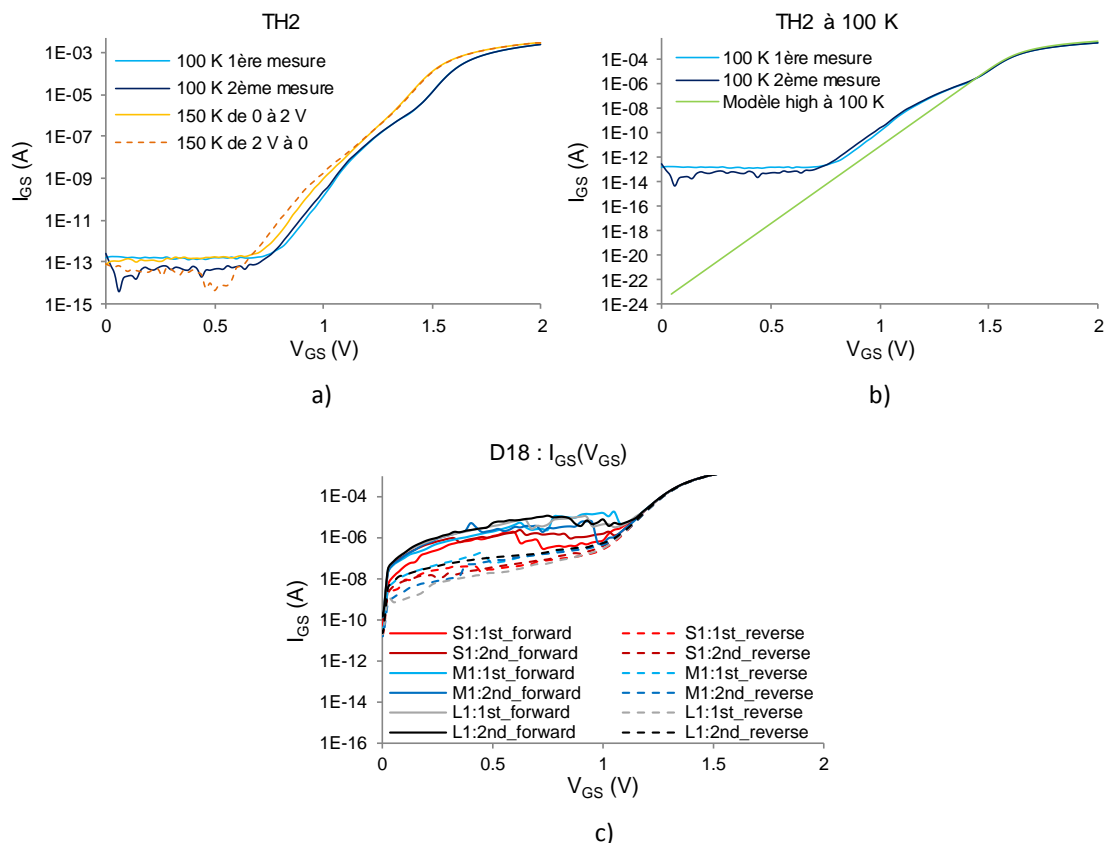 TH2
1E-03
1E-05
1E-07
1E-09
1E-11
1E-13
1E-15
I_GS (A)
100 K 1ère mesure
100 K 2ème mesure
150 K de 0 à 2 V
150 K de 2 V à 0
0 0.5 1 1.5 2
V_GS (V)
a)
TH2 à 100 K
1E-04
1E-06
1E-08
1E-10
1E-12
1E-14
1E-16
1E-18
1E-20
1E-22
1E-24
I_GS (A)
100 K 1ère mesure
100 K 2ème mesure
Modèle high à 100 K
0 0.5 1 1.5 2
V_GS (V)
b)
D18 : I_GS(V_GS)
1E-04
1E-06
1E-08
1E-10
1E-12
1E-14
1E-16
I_GS (A)
S1:1st_forward S1:1st_reverse
S1:2nd_forward S1:2nd_reverse
M1:1st_forward M1:1st_reverse
M1:2nd_forward M1:2nd_reverse
L1:1st_forward L1:1st_reverse
L1:2nd_forward L1:2nd_reverse
0 0.5 1 1.5 2
V_GS (V)
c)